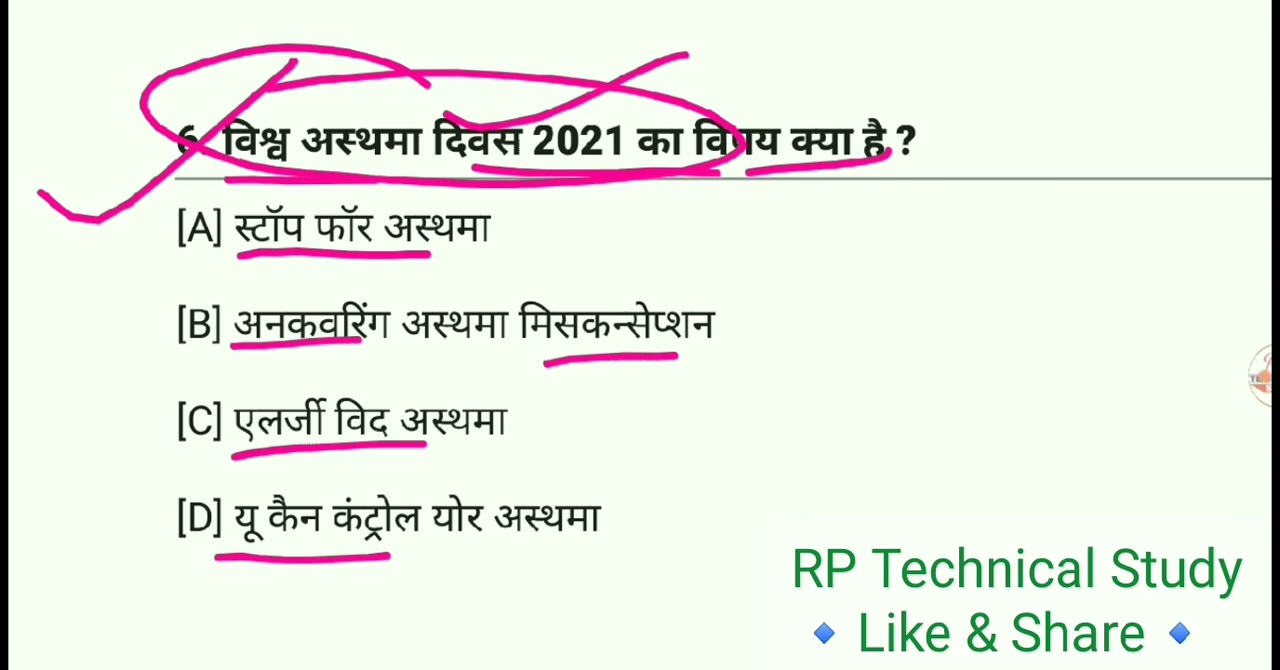 6. विश्व अस्थमा दिवस 2021 का विषय क्या है ?
[A] स्टॉप फॉर अस्थमा
[B] अनकवरिंग अस्थमा मिसकन्सेप्शन
[C] एलर्जी विद अस्थमा
[D] यू कैन कंट्रोल योर अस्थमा
RP Technical Study
🔹 Like & Share 🔹